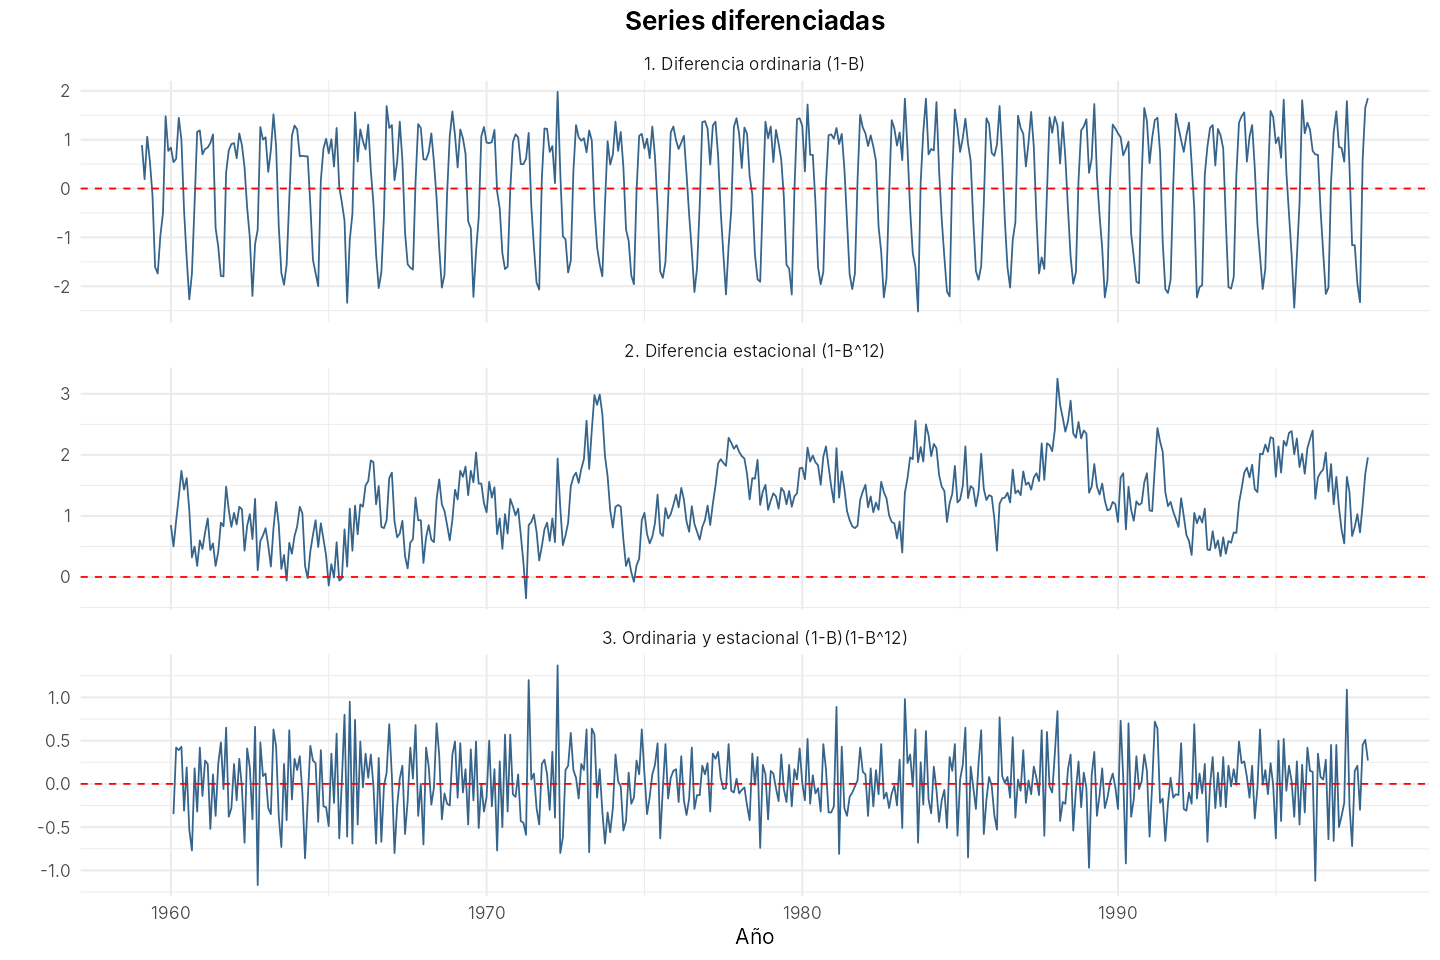 Series diferenciadas
1. Diferencia ordinaria (1-B)
2
1
0
-1
-2
2. Diferencia estacional (1-B^12)
3
2
1
0
3. Ordinaria y estacional (1-B)(1-B^12)
1.0
0.5
0.0
-0.5
-1.0
1960 1970 1980 1990
Año